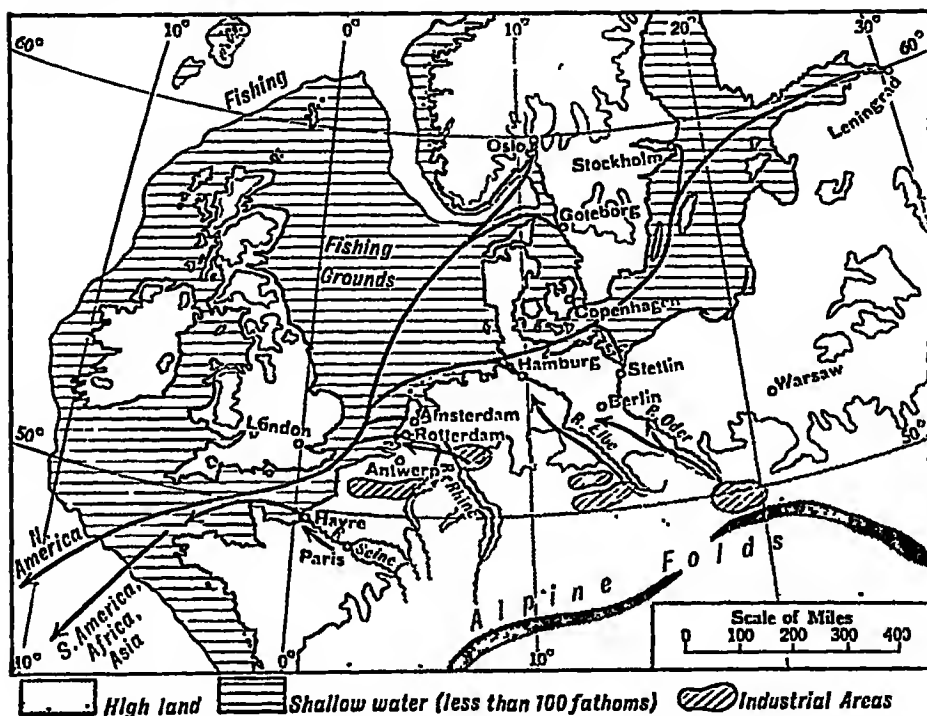 10°
0°
10°
20°
30°
60°
60°
Fishing
Leningrad
Oslo
Stockholm
Goteborg
Fishing
Grounds
Copenhagen
Hamburg
Stetlin
Warsaw
Berlin
Amsterdam
London
Rotterdam
R. Elbe
R. Oder
50°
50°
Antwerp
R. Rhine
Havre
R. Seine
Paris
N.
America
Alpine Folds
S. America,
Africa,
Asia
Scale of Miles
0 100 200 300 400
10°
0°
10°
High land
Shallow water (less than 100 fathoms)
Industrial Areas